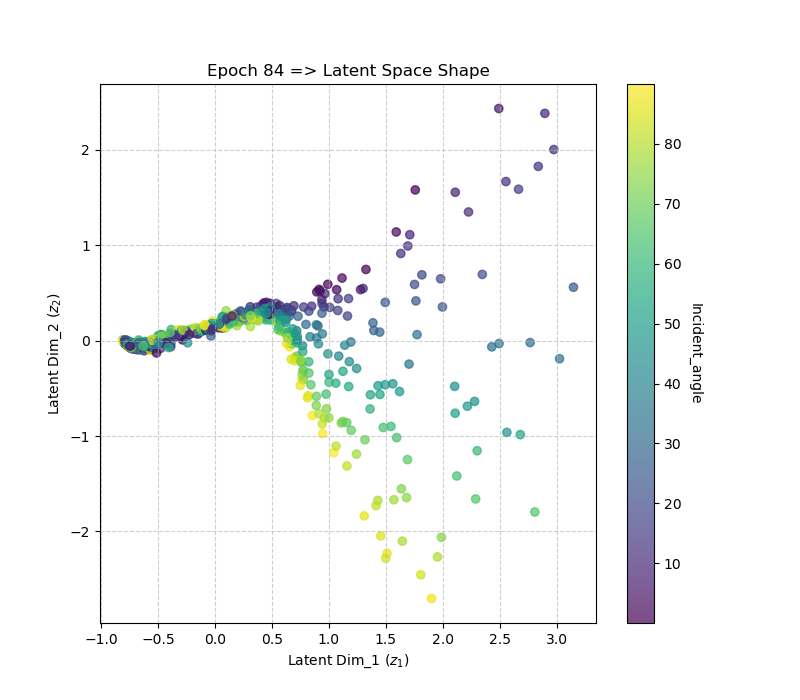 Epoch 84 => Latent Space Shape
2
1
0
−1
−2
Latent Dim_2 (z₂)
−1.0 −0.5 0.0 0.5 1.0 1.5 2.0 2.5 3.0
Latent Dim_1 (z₁)
80
70
60
50
40
30
20
10
Incident_angle